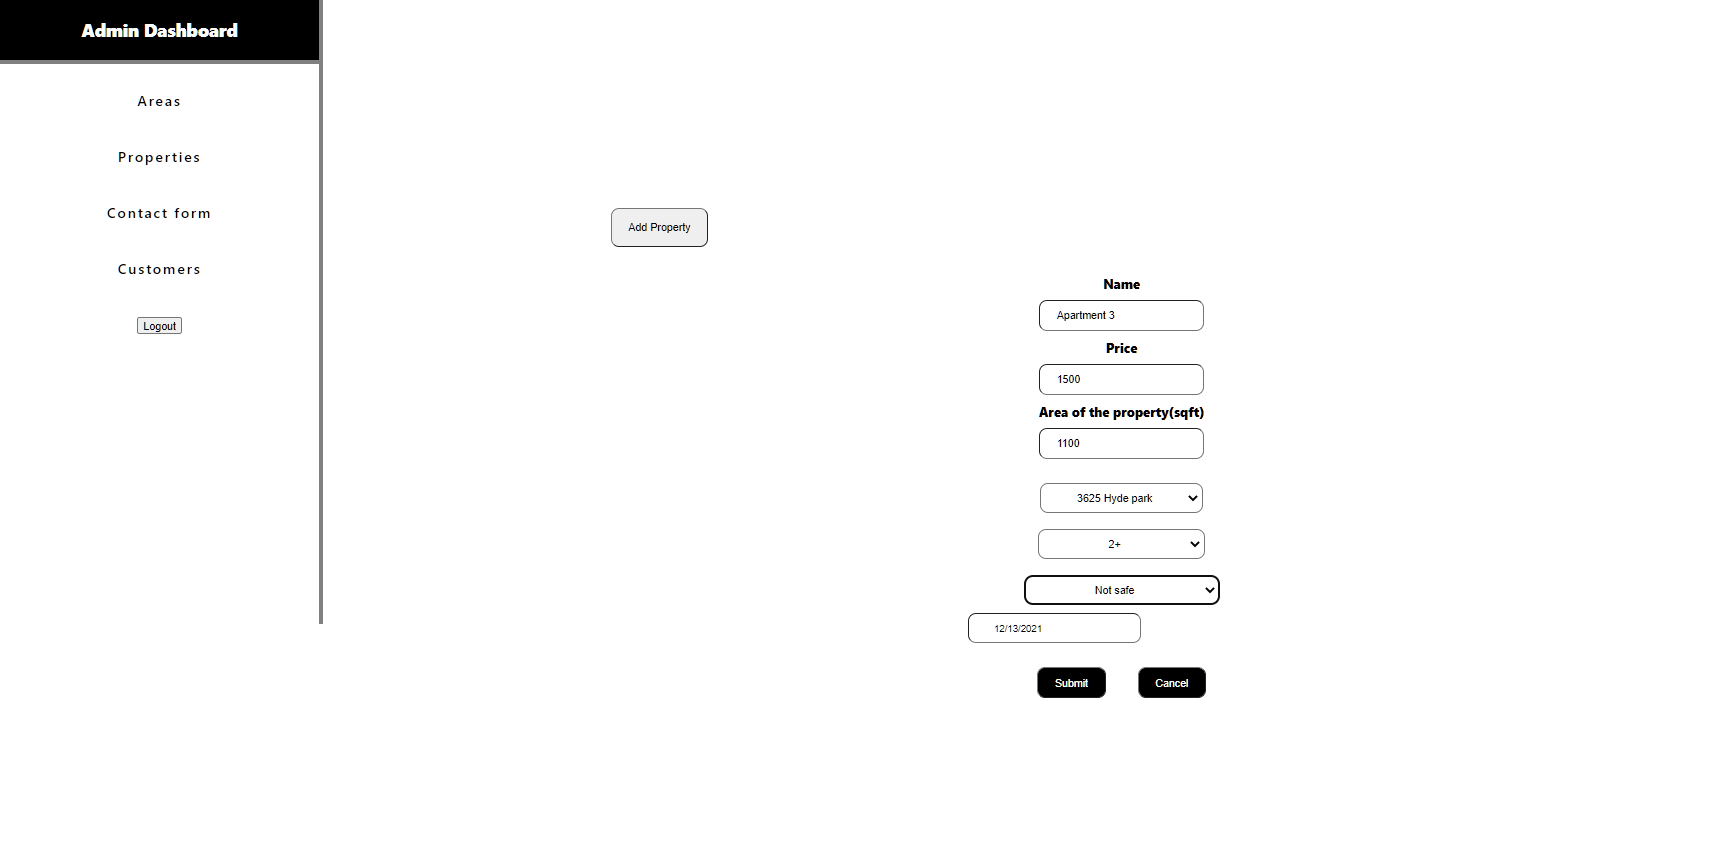 Admin Dashboard
Areas
Properties
Contact form
Customers
Logout
Add Property
Name
Apartment 3
Price
1500
Area of the property(sqft)
1100
3625 Hyde park
2+
Not safe
12/13/2021
Submit
Cancel